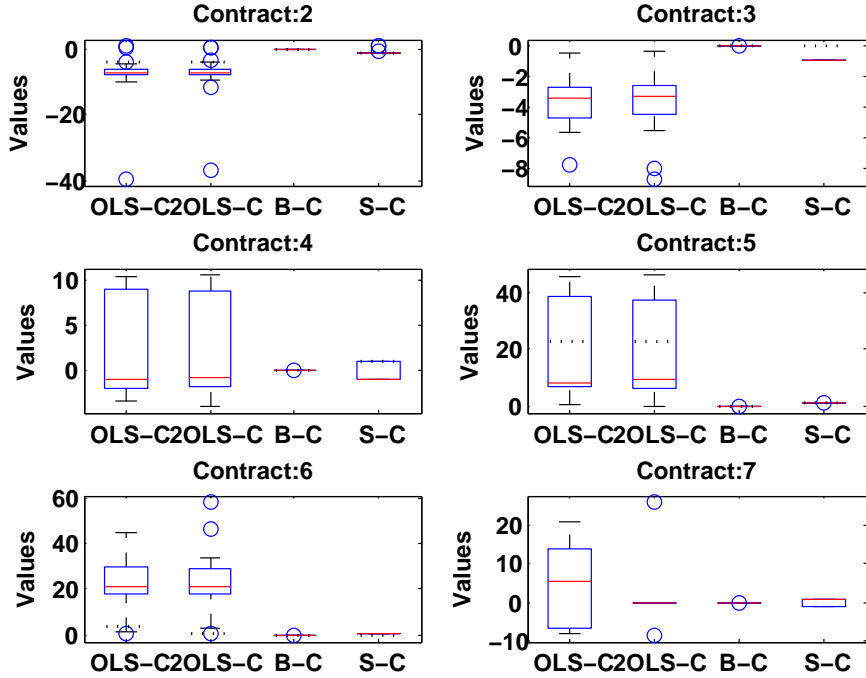 Contract:2
Values
0
−20
−40
OLS−C2OLS−C B−C S−C
Contract:3
Values
0
−2
−4
−6
−8
OLS−C2OLS−C B−C S−C
Contract:4
Values
10
5
0
OLS−C2OLS−C B−C S−C
Contract:5
Values
40
20
0
OLS−C2OLS−C B−C S−C
Contract:6
Values
60
40
20
0
OLS−C2OLS−C B−C S−C
Contract:7
Values
20
10
0
−10
OLS−C2OLS−C B−C S−C